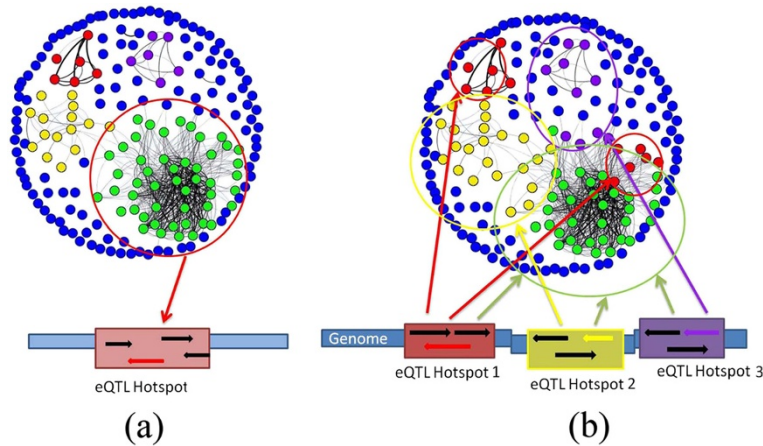 (a)
eQTL Hotspot
(b)
Genome
eQTL Hotspot 1
eQTL Hotspot 2
eQTL Hotspot 3